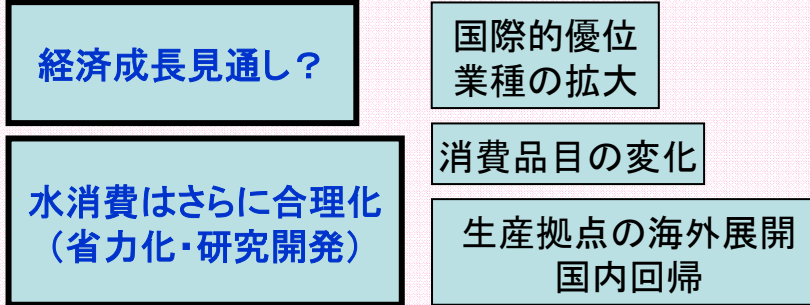 経済成長見通し？
水消費はさらに合理化
（省力化・研究開発）
国際的優位
業種の拡大
消費品目の変化
生産拠点の海外展開
国内回帰